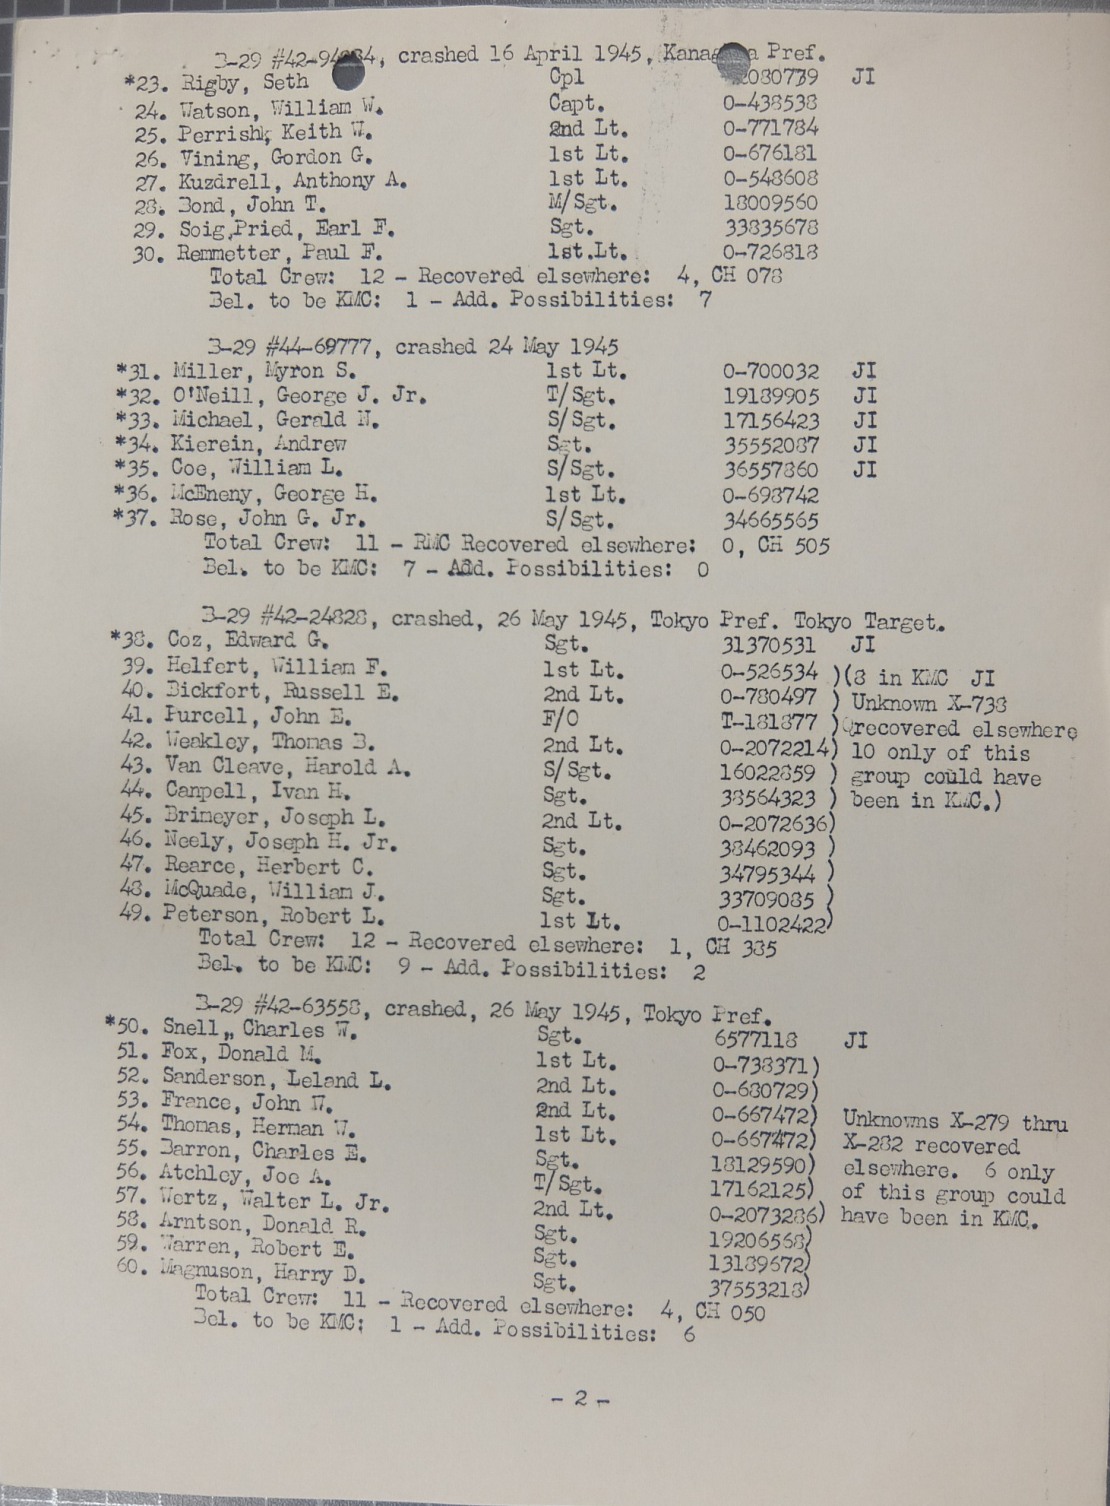 B-29 #42-94 4, crashed 16 April 1945, Kana a Pref.
*23. Rigby, Seth Cpl 080779 JI
24. Watson, William W. Capt. 0-438538
25. Perrish, Keith W. 2nd Lt. 0-771784
26. Vining, Gordon G. 1st Lt. 0-676181
27. Kuzdrell, Anthony A. 1st Lt. 0-548608
28. Bond, John T. M/Sgt. 18009560
29. Soig,Pried, Earl F. Sgt. 33835678
30. Remmetter, Paul F. 1st.Lt. 0-726818
Total Crew: 12 - Recovered elsewhere: 4, CH 078
Bel. to be KMC: 1 - Add. Possibilities: 7
B-29 #44-69777, crashed 24 May 1945
*31. Miller, Myron S. 1st Lt. 0-700032 JI
*32. O'Neill, George J. Jr. T/Sgt. 19189905 JI
*33. Michael, Gerald N. S/Sgt. 17156423 JI
*34. Kierein, Andrew Sgt. 35552087 JI
*35. Coe, William L. S/Sgt. 36557860 JI
*36. McEneny, George H. 1st Lt. 0-698742
*37. Rose, John G. Jr. S/Sgt. 34665565
Total Crew: 11 - RMC Recovered elsewhere: 0, CH 505
Bel. to be KMC: 7 - Add. Possibilities: 0
B-29 #42-24828, crashed, 26 May 1945, Tokyo Pref. Tokyo Target.
*38. Coz, Edward G. Sgt. 31370531 JI
39. Helfert, William F. 1st Lt. 0-526534 )(8 in KMC JI
40. Bickfort, Russell E. 2nd Lt. 0-780497 ) Unknown X-738
41. Purcell, John E. F/O T-181877 ) recovered elsewhere
42. Weakley, Thomas B. 2nd Lt. 0-2072214) 10 only of this
43. Van Cleave, Harold A. S/Sgt. 16022859 ) group could have
44. Canpell, Ivan H. Sgt. 38564323 ) been in KMC.)
45. Brimeyer, Joseph L. 2nd Lt. 0-2072636)
46. Neely, Joseph H. Jr. Sgt. 38462093 )
47. Rearce, Herbert C. Sgt. 34795344 )
48. McQuade, William J. Sgt. 33709085 )
49. Peterson, Robert L. 1st Lt. 0-1102422)
Total Crew: 12 - Recovered elsewhere: 1, CH 385
Bel. to be KMC: 9 - Add. Possibilities: 2
B-29 #42-63558, crashed, 26 May 1945, Tokyo Pref.
*50. Snell,, Charles W. Sgt. 6577118 JI
51. Fox, Donald M. 1st Lt. 0-738371)
52. Sanderson, Leland L. 2nd Lt. 0-680729)
53. France, John W. 2nd Lt. 0-667472) Unknowns X-279 thru
54. Thomas, Herman W. 1st Lt. 0-667472) X-282 recovered
55. Barron, Charles E. Sgt. 18129590) elsewhere. 6 only
56. Atchley, Joe A. T/Sgt. 17162125) of this group could
57. Wertz, Walter L. Jr. 2nd Lt. 0-2073286) have been in KMC.
58. Arntson, Donald R. Sgt. 19206568)
59. Warren, Robert E. Sgt. 13189672)
60. Magnuson, Harry D. Sgt. 37553218)
Total Crew: 11 - Recovered elsewhere: 4, CH 050
Bel. to be KMC: 1 - Add. Possibilities: 6
- 2 -